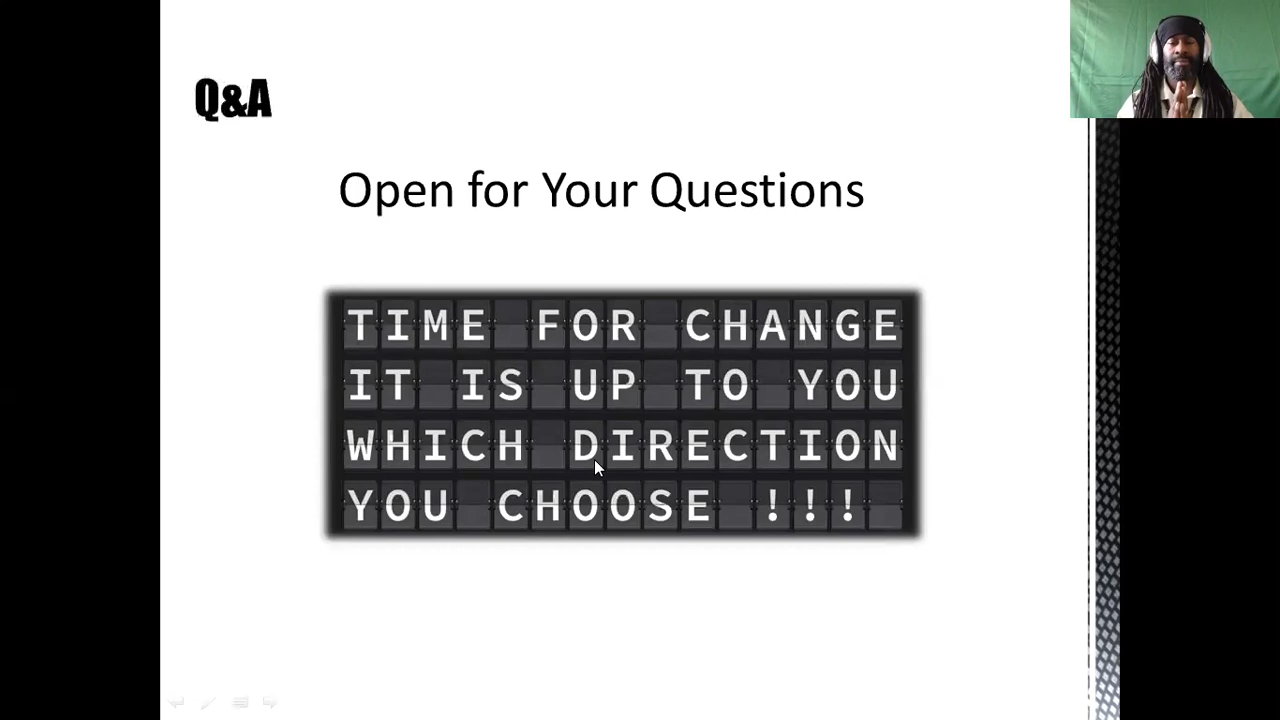 Q&A
Open for Your Questions
TIME FOR CHANGE
IT IS UP TO YOU
WHICH DIRECTION
YOU CHOOSE !!!